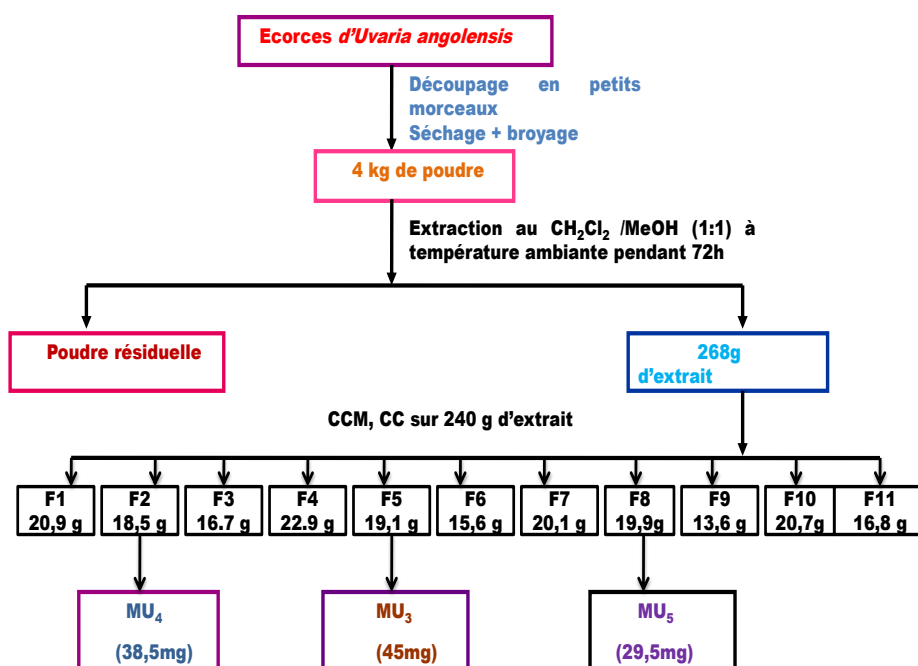 Ecorces d'Uvaria angolensis
Découpage en petits
morceaux
Séchage + broyage
4 kg de poudre
Extraction au CH₂Cl₂ /MeOH (1:1) à
température ambiante pendant 72h
Poudre résiduelle
268g
d'extrait
CCM, CC sur 240 g d'extrait
F1 F2 F3 F4 F5 F6 F7 F8 F9 F10 F11
20,9 g 18,5 g 16.7 g 22.9 g 19,1 g 15,6 g 20,1 g 19,9g 13,6 g 20,7g 16,8 g
MU₄ MU₃ MU₅
(38,5mg) (45mg) (29,5mg)